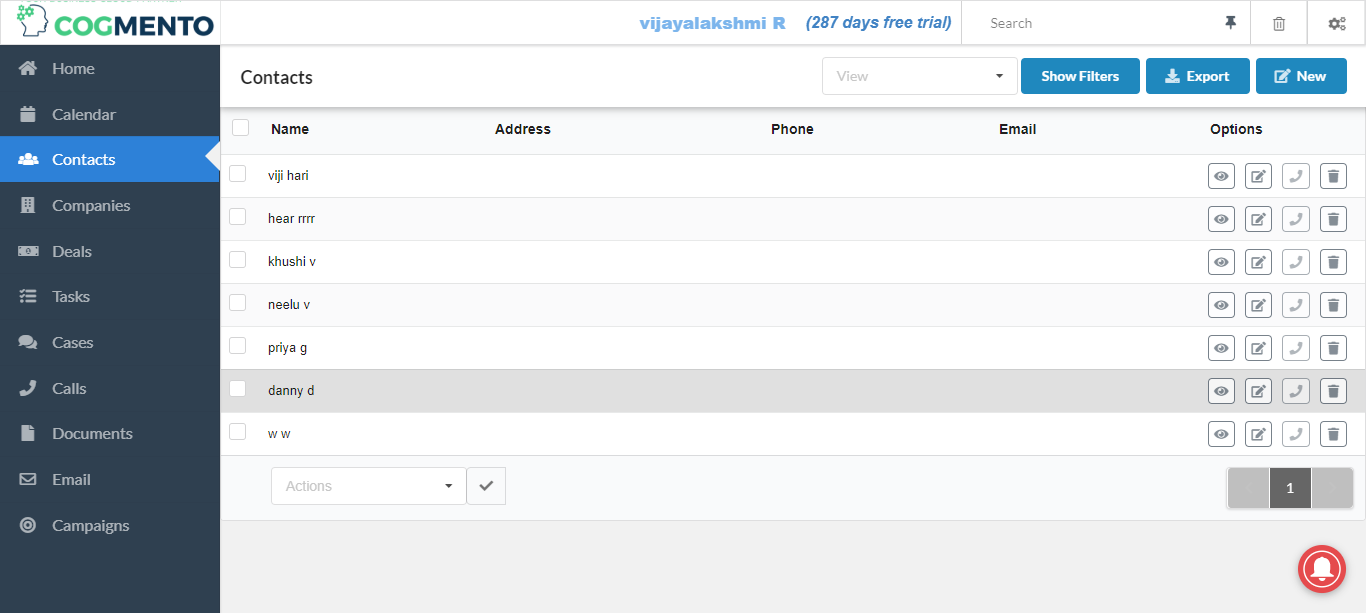 COGMENTO
vijayalakshmi R (287 days free trial) Search
Home
Calendar
Contacts
Companies
Deals
Tasks
Cases
Calls
Documents
Email
Campaigns
Contacts View Show Filters Export New
Name Address Phone Email Options
viji hari
hear rrrr
khushi v
neelu v
priya g
danny d
w w
Actions 1